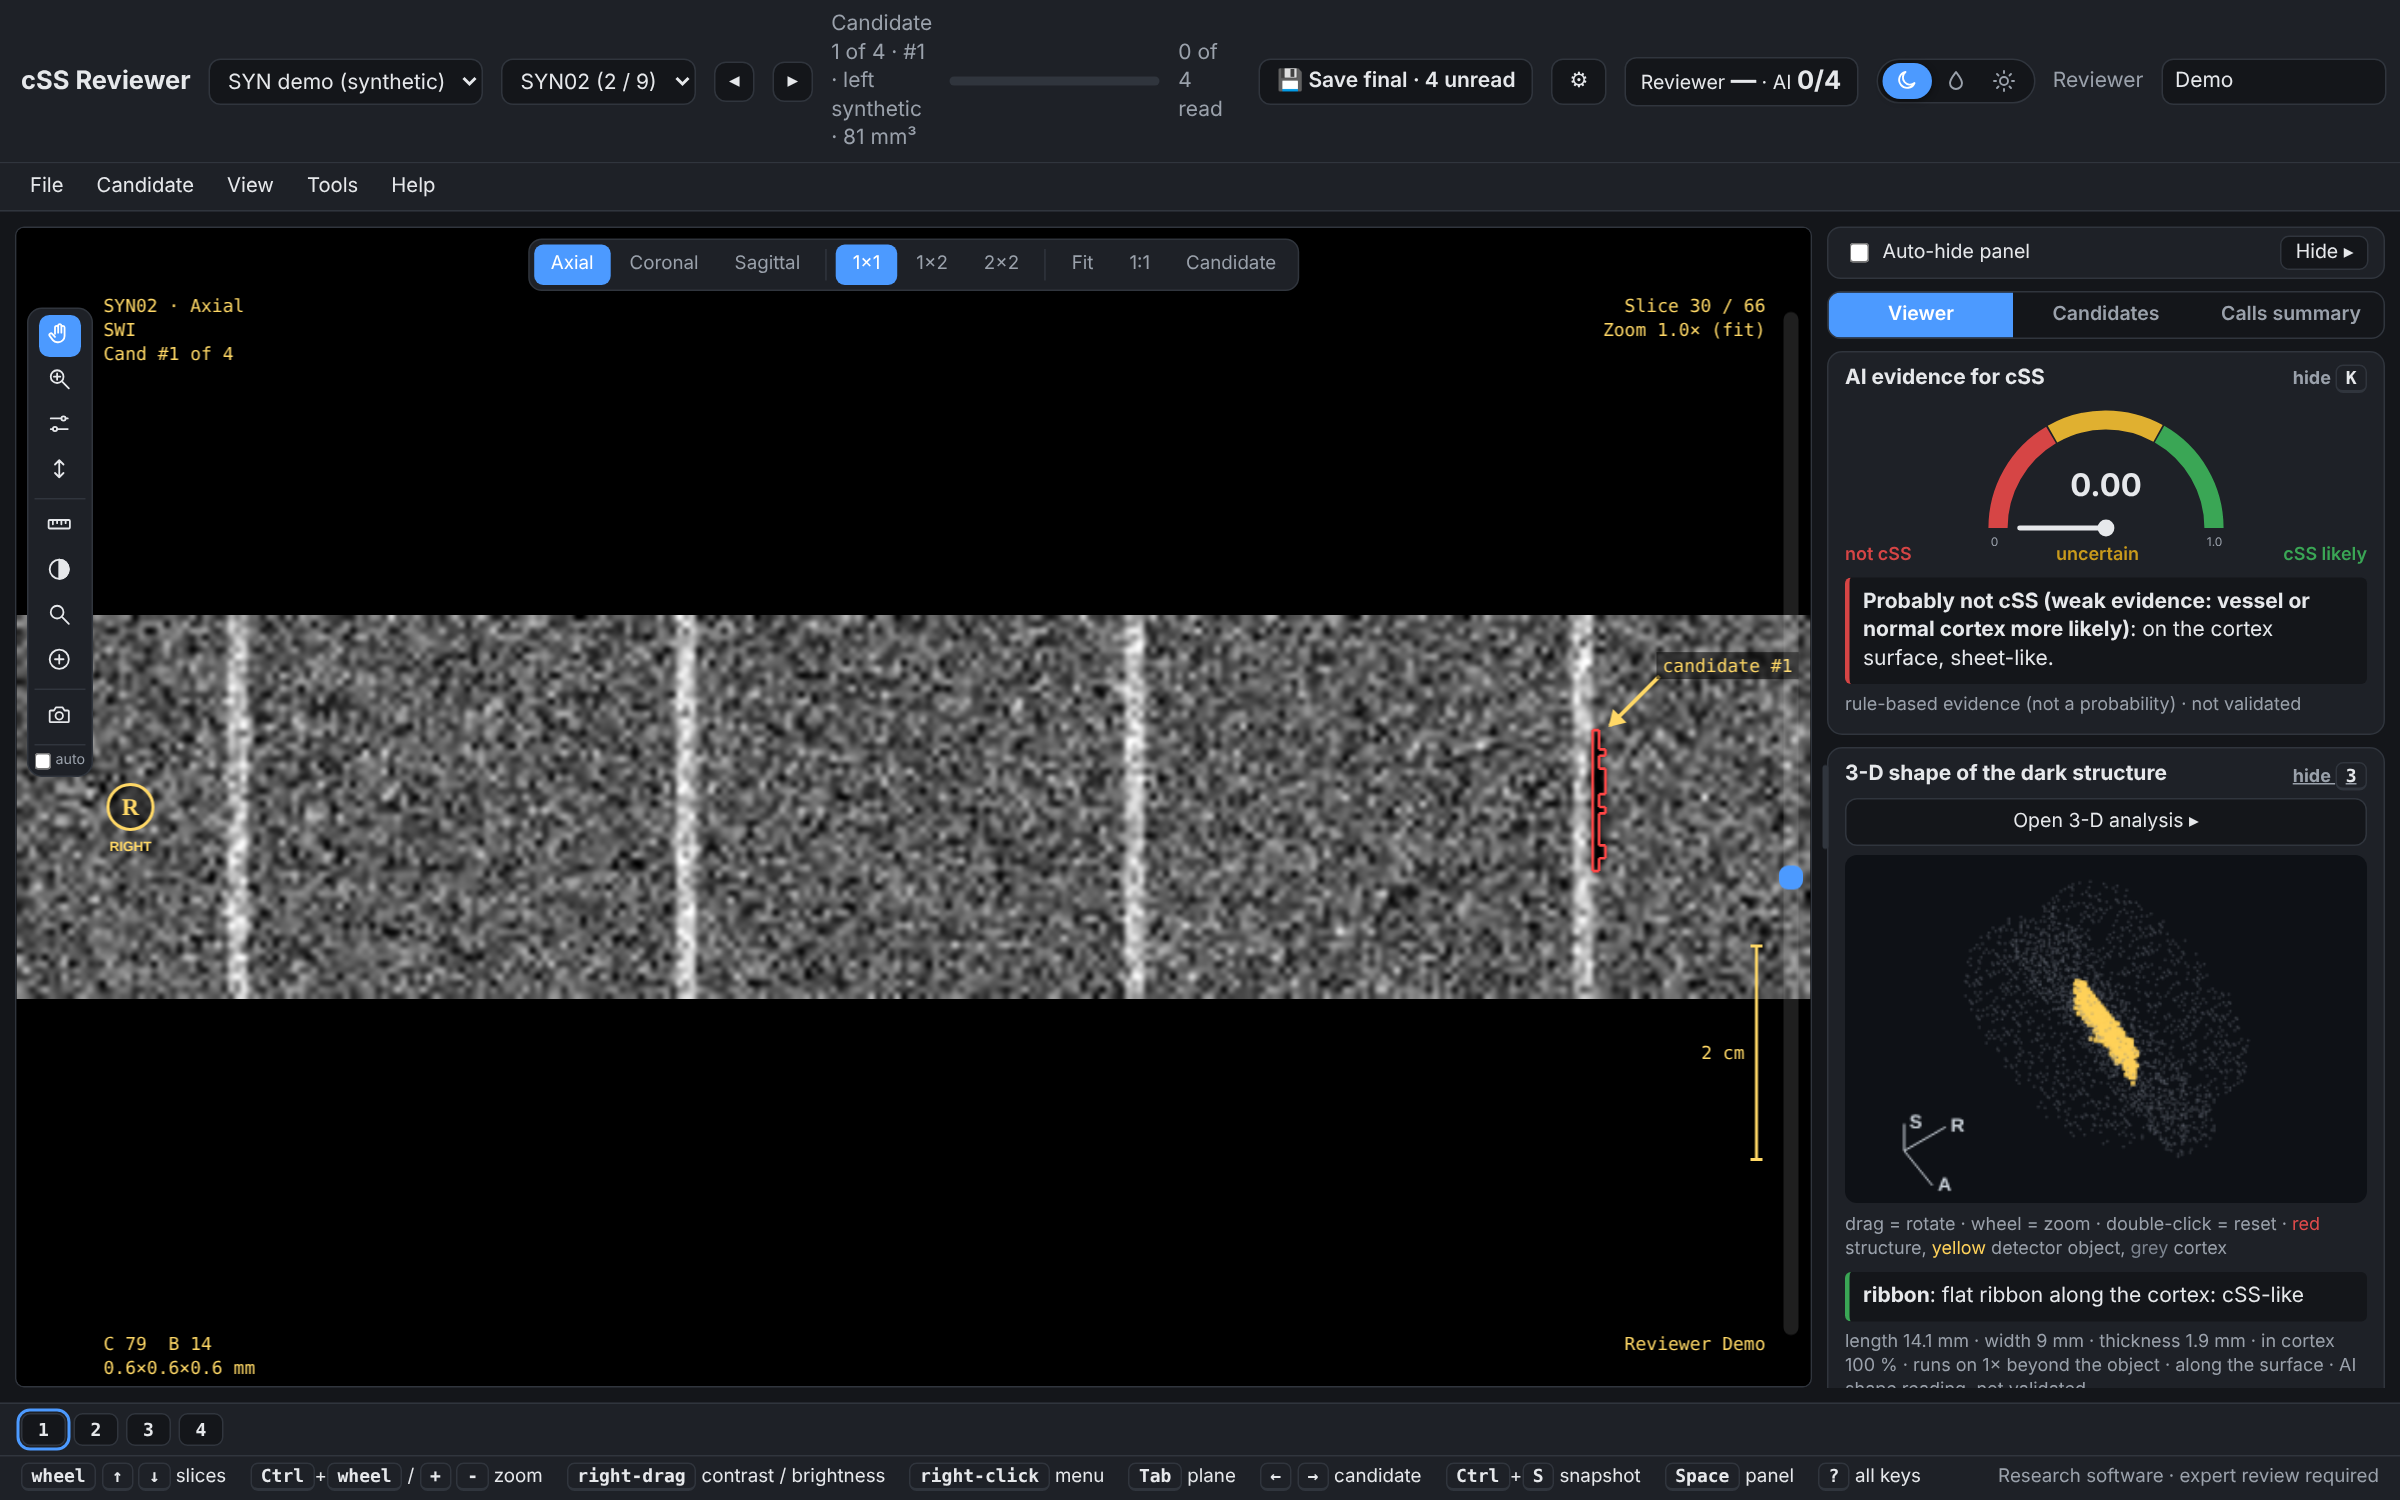 cSS Reviewer
SYN demo (synthetic)
SYN02 (2 / 9)
◄
►
Candidate
1 of 4 · #1
· left
synthetic
· 81 mm³
0 of
4
read
💾 Save final · 4 unread
Reviewer — · AI 0/4
Reviewer
Demo
File
Candidate
View
Tools
Help
Axial
Coronal
Sagittal
1×1
1×2
2×2
Fit
1:1
Candidate
SYN02 · Axial
SWI
Cand #1 of 4
Slice 30 / 66
Zoom 1.0× (fit)
auto
R
RIGHT
candidate #1
2 cm
C 79 B 14
0.6×0.6×0.6 mm
Reviewer Demo
Auto-hide panel
Hide ▸
Viewer
Candidates
Calls summary
AI evidence for cSS
hide K
0.00
0
1.0
not cSS
uncertain
cSS likely
Probably not cSS (weak evidence: vessel or
normal cortex more likely): on the cortex
surface, sheet-like.
rule-based evidence (not a probability) · not validated
3-D shape of the dark structure
hide 3
Open 3-D analysis ▸
S
R
A
drag = rotate · wheel = zoom · double-click = reset · red
structure, yellow detector object, grey cortex
ribbon: flat ribbon along the cortex: cSS-like
length 14.1 mm · width 9 mm · thickness 1.9 mm · in cortex
100 % · runs on 1× beyond the object · along the surface · AI
shape reading, not validated
1
2
3
4
wheel ↑ ↓ slices
Ctrl + wheel / + - zoom
right-drag contrast / brightness
right-click menu
Tab plane
← → candidate
Ctrl + S snapshot
Space panel
? all keys
Research software · expert review required